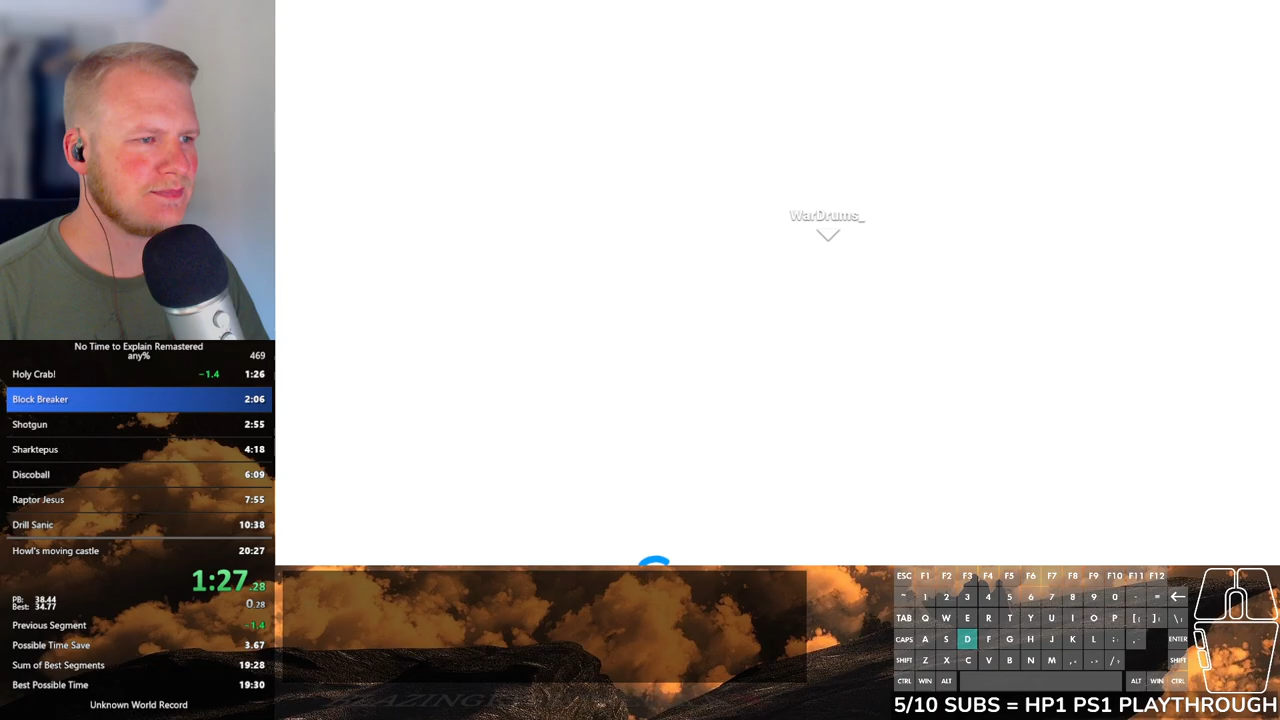 WarDrums_
No Time to Explain Remastered
any% 469
Holy Crab! -1.4 1:26
Block Breaker 2:06
Shotgun 2:55
Sharktepus 4:18
Discoball 6:09
Raptor Jesus 7:55
Drill Sanic 10:38
Howl's moving castle 20:27
1:27.28
PB: 38.44
Best: 34.77 0.28
Previous Segment -1.4
Possible Time Save 3.67
Sum of Best Segments 19:28
Best Possible Time 19:30
Unknown World Record
ESC F1 F2 F3 F4 F5 F6 F7 F8 F9 F10 F11 F12
~ 1 2 3 4 5 6 7 8 9 0 - = ←
TAB Q W E R T Y U I O P [{ ]} \|
CAPS A S D F G H J K L ; ENTER
SHIFT Z X C V B N M SHIFT
CTRL WIN ALT ALT WIN CTRL
5/10 SUBS = HP1 PS1 PLAYTHROUGH